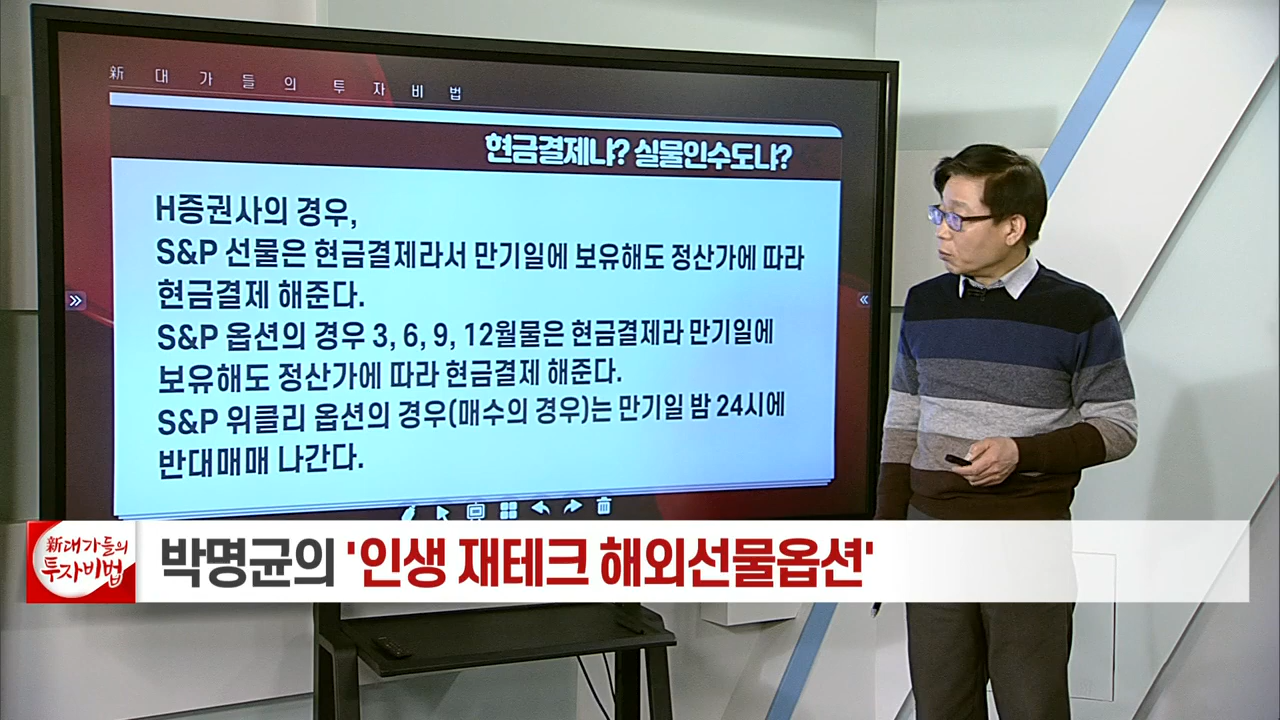 新 대가들의 투자비법
현금결제냐? 실물인수도냐?
H증권사의 경우,
S&P 선물은 현금결제라서 만기일에 보유해도 정산가에 따라
현금결제 해준다.
S&P 옵션의 경우 3, 6, 9, 12월물은 현금결제라 만기일에
보유해도 정산가에 따라 현금결제 해준다.
S&P 위클리 옵션의 경우(매수의 경우)는 만기일 밤 24시에
반대매매 나간다.
新대가들의
투자비법
박명균의 '인생 재테크 해외선물옵션'